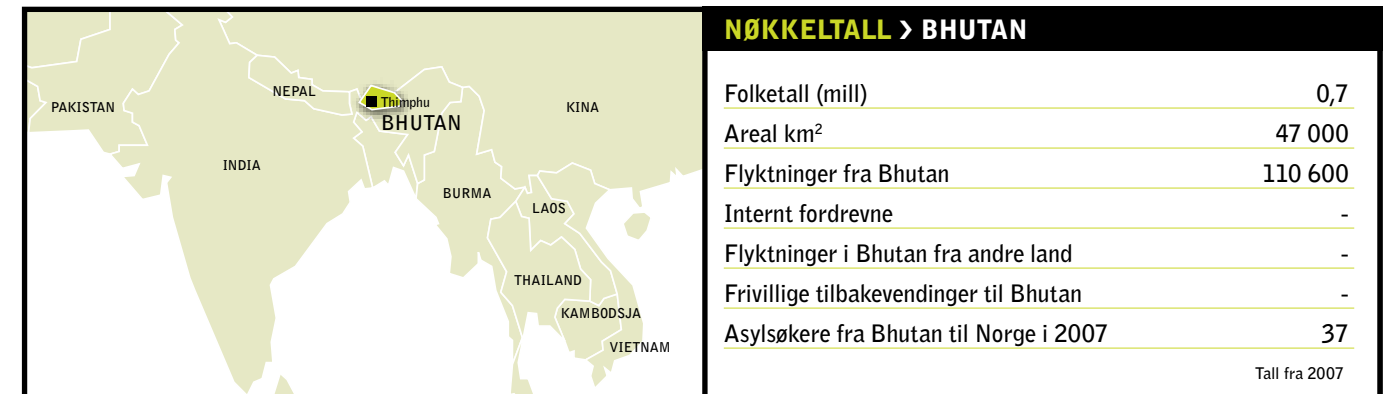 PAKISTAN
NEPAL
Thimphu
BHUTAN
KINA
INDIA
BURMA
LAOS
THAILAND
KAMBODSJA
VIETNAM
NØKKELTALL > BHUTAN
Folketall (mill) 0,7
Areal km² 47 000
Flyktninger fra Bhutan 110 600
Internt fordrevne -
Flyktninger i Bhutan fra andre land -
Frivillige tilbakevendinger til Bhutan -
Asylsøkere fra Bhutan til Norge i 2007 37
Tall fra 2007